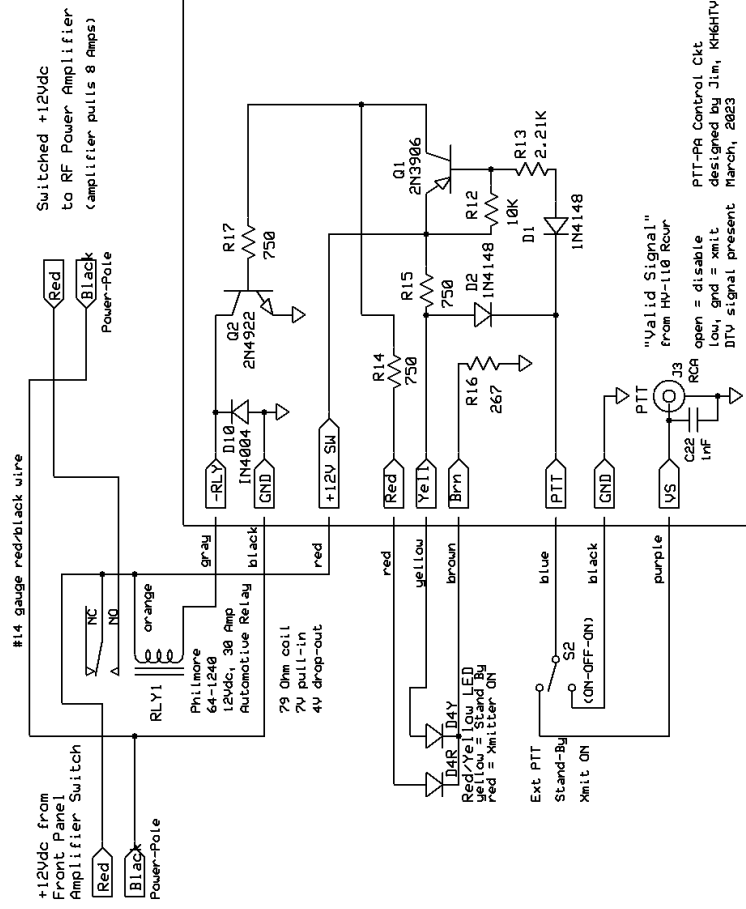 Switched +12Vdc
to RF Power Amplifier
(amplifier pulls 8 Amps)
Red
Black
Power-Pole
#14 gauge red/black wire
+12Vdc from
Front Panel
Amplifier Switch
Red
Black
Power-Pole
NC
NO
orange
RLY1
Philmore
64-1240
12Vdc, 30 Amp
Automotive Relay
79 Ohm coil
7V pull-in
4V drop-out
gray
black
red
-RLY
GND
+12V SW
D10
1N4004
Q2
2N4922
R17
750
Q1
2N3906
R12
10K
R13
2.21K
D1
1N4148
R15
750
D2
1N4148
R14
750
R16
267
Red
Yell
Brn
PTT
GND
VS
red
yellow
brown
blue
black
purple
D4Y
D4R
Red/Yellow LED
yellow = Stand By
red = Xmitter ON
S2
(ON-OFF-ON)
Ext PTT
Stand-By
Xmit ON
PTT
J3
RCA
C22
1nF
"Valid Signal"
from HV-110 Rcvr
open = disable
low, gnd = xmit
DTV signal present
PTT-PA Control Ckt
designed by Jim, KH6HTV
March, 2023